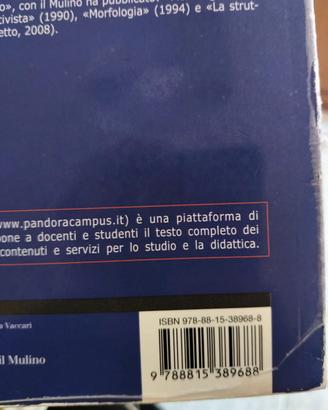 o», con il Mulino ha pubblicato:
tivista» (1990), «Morfologia» (1994) e «La strut-
etto, 2008).
www.pandoracampus.it) è una piattaforma di
one a docenti e studenti il testo completo dei
contenuti e servizi per lo studio e la didattica.
a Vaccari
il Mulino
ISBN 978-88-15-38968-8
9 788815 389688